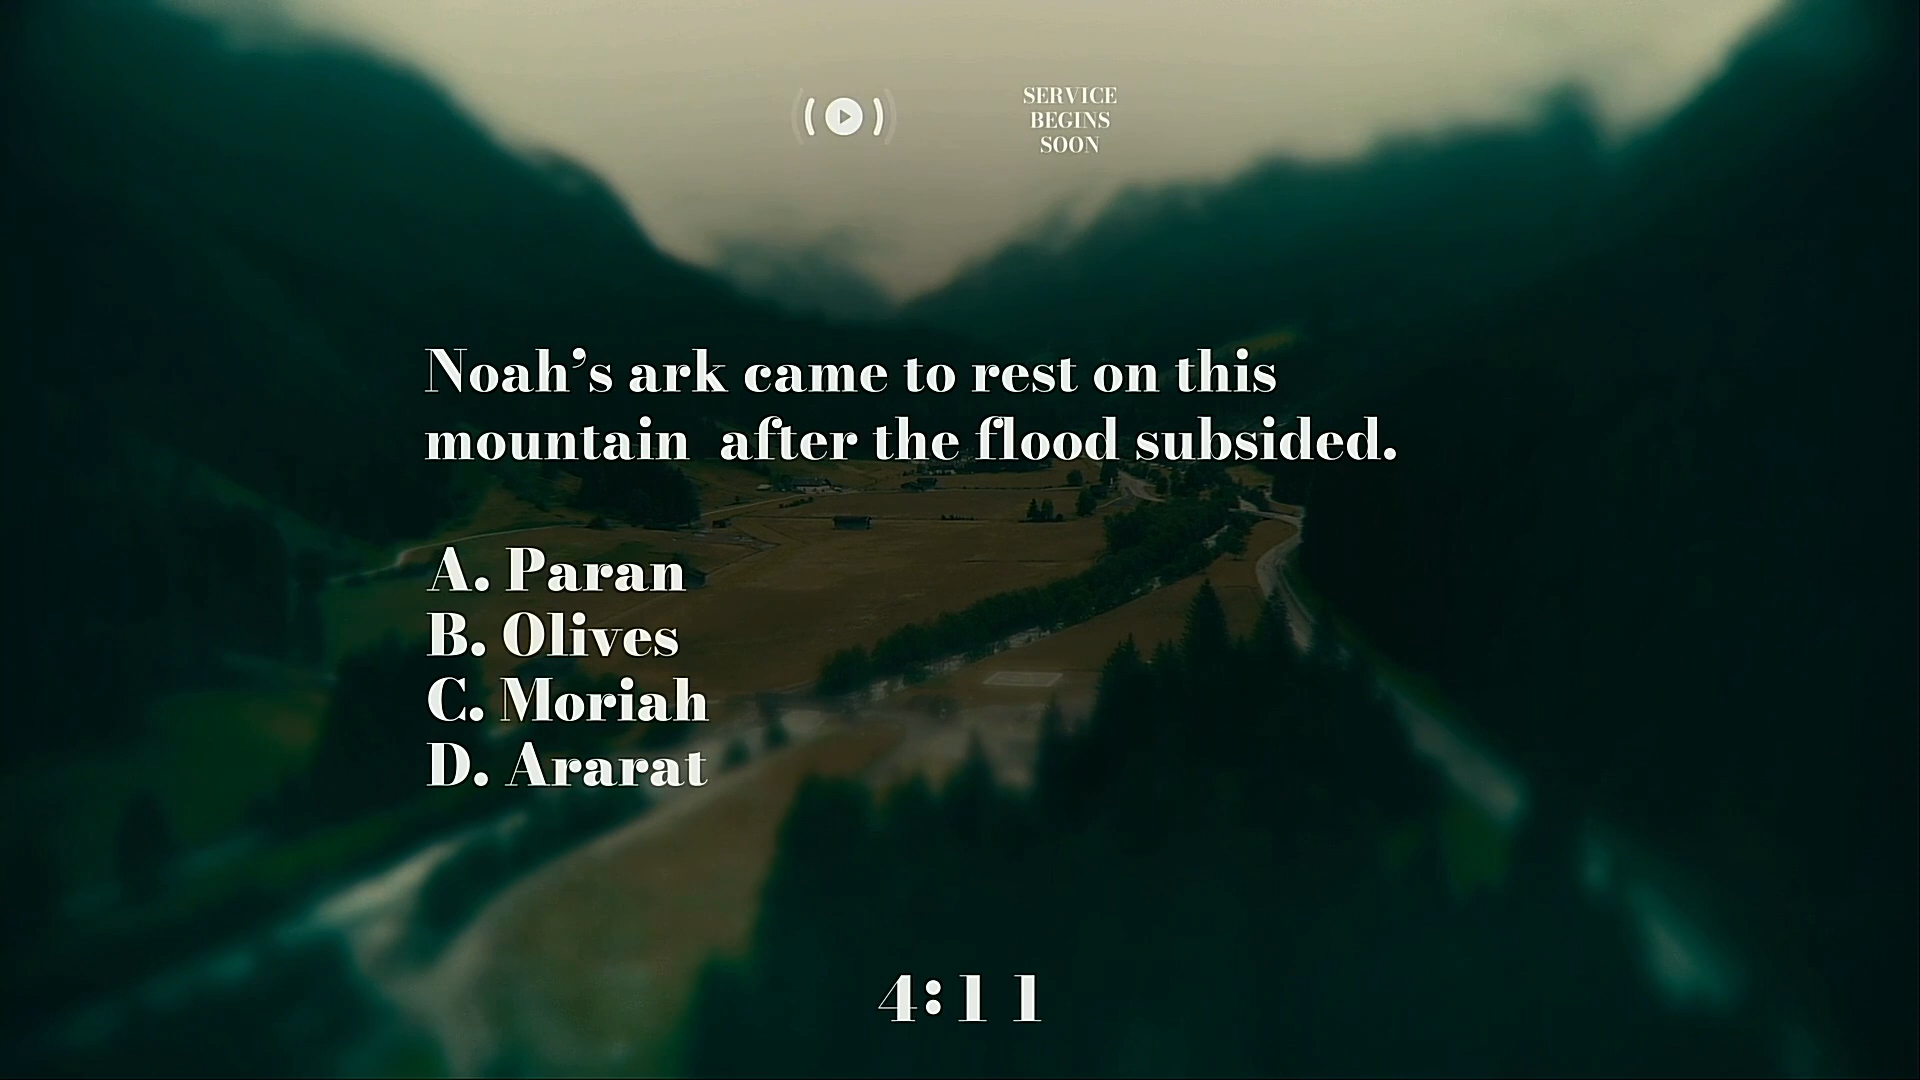 SERVICE
BEGINS
SOON
Noah’s ark came to rest on this
mountain  after the flood subsided.
A. Paran
B. Olives
C. Moriah
D. Ararat
4:11